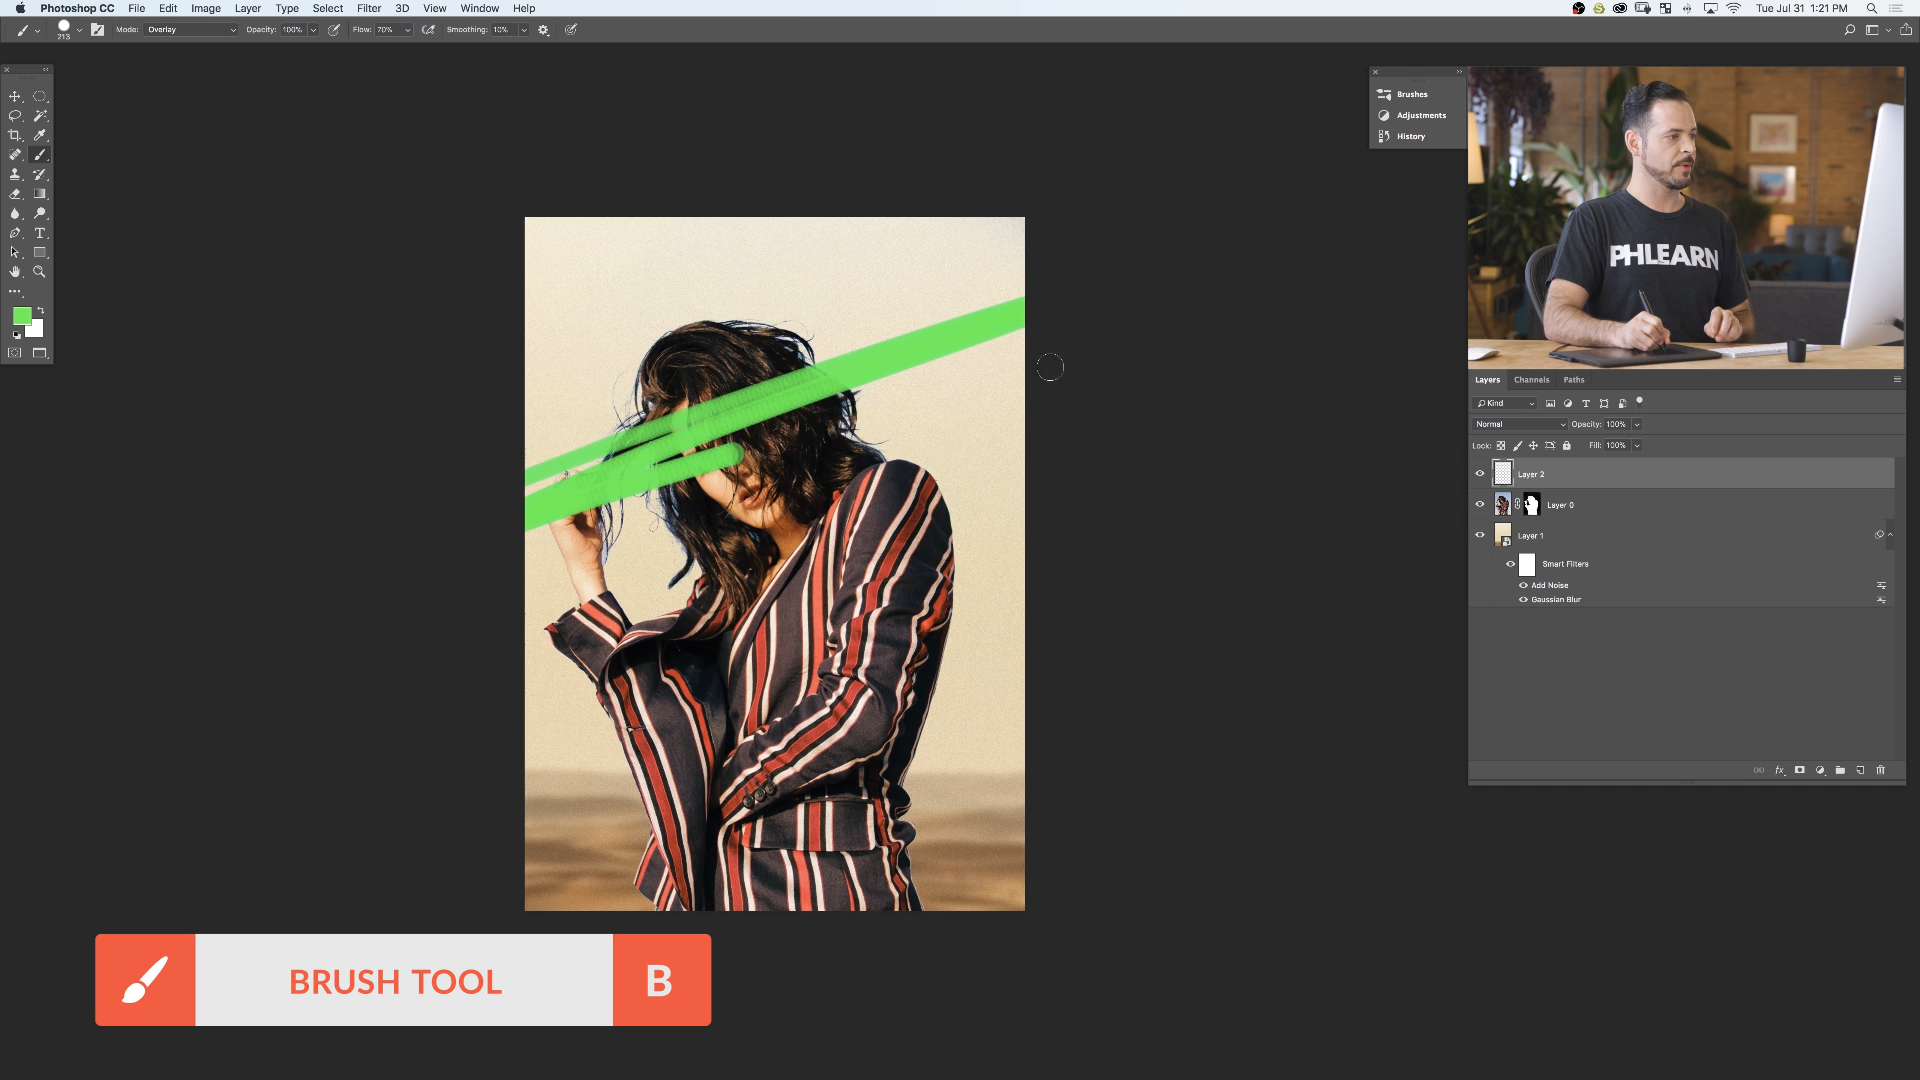 Photoshop CC File Edit Image Layer Type Select Filter 3D View Window Help Tue Jul 31 1:21 PM
213 Mode: Overlay Opacity: 100% Flow: 70% Smoothing: 10%
Brushes
Adjustments
History
PHLEARN
Layers Channels Paths
Kind
Normal Opacity: 100%
Lock: Fill: 100%
Layer 2
Layer 0
Layer 1
Smart Filters
Add Noise
Gaussian Blur
fx
BRUSH TOOL B